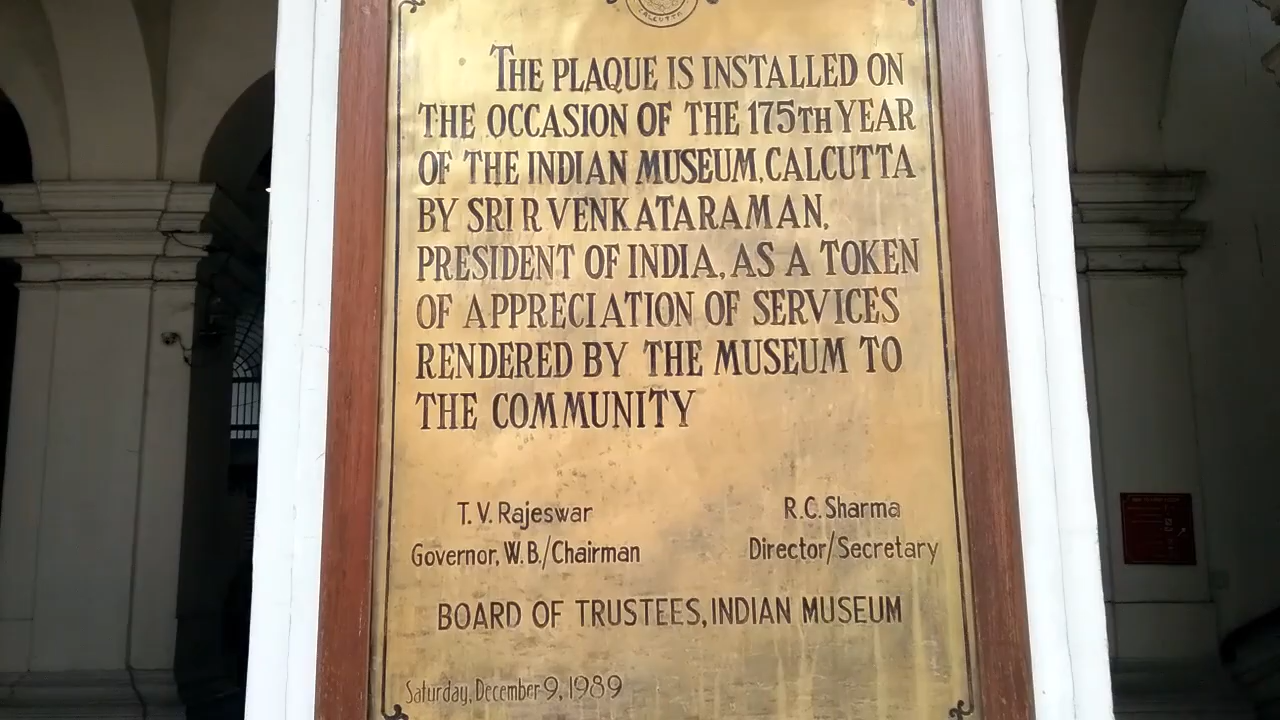 CALCUTTA
THE PLAQUE IS INSTALLED ON
THE OCCASION OF THE 175TH YEAR
OF THE INDIAN MUSEUM, CALCUTTA
BY SRI R VENKATARAMAN,
PRESIDENT OF INDIA, AS A TOKEN
OF APPRECIATION OF SERVICES
RENDERED BY THE MUSEUM TO
THE COMMUNITY
T. V. Rajeswar
R.C. Sharma
Governor, W.B./Chairman
Director/Secretary
BOARD OF TRUSTEES, INDIAN MUSEUM
Saturday, December 9, 1989